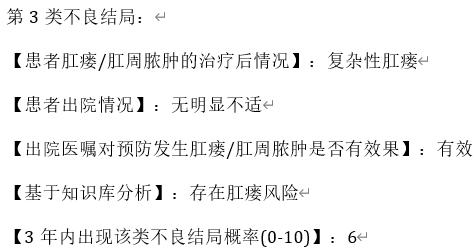 第 3 类不良结局：
【患者肛瘘/肛周脓肿的治疗后情况】：复杂性肛瘘
【患者出院情况】：无明显不适
【出院医嘱对预防发生肛瘘/肛周脓肿是否有效果】：有效
【基于知识库分析】：存在肛瘘风险
【3 年内出现该类不良结局概率(0-10)】：6